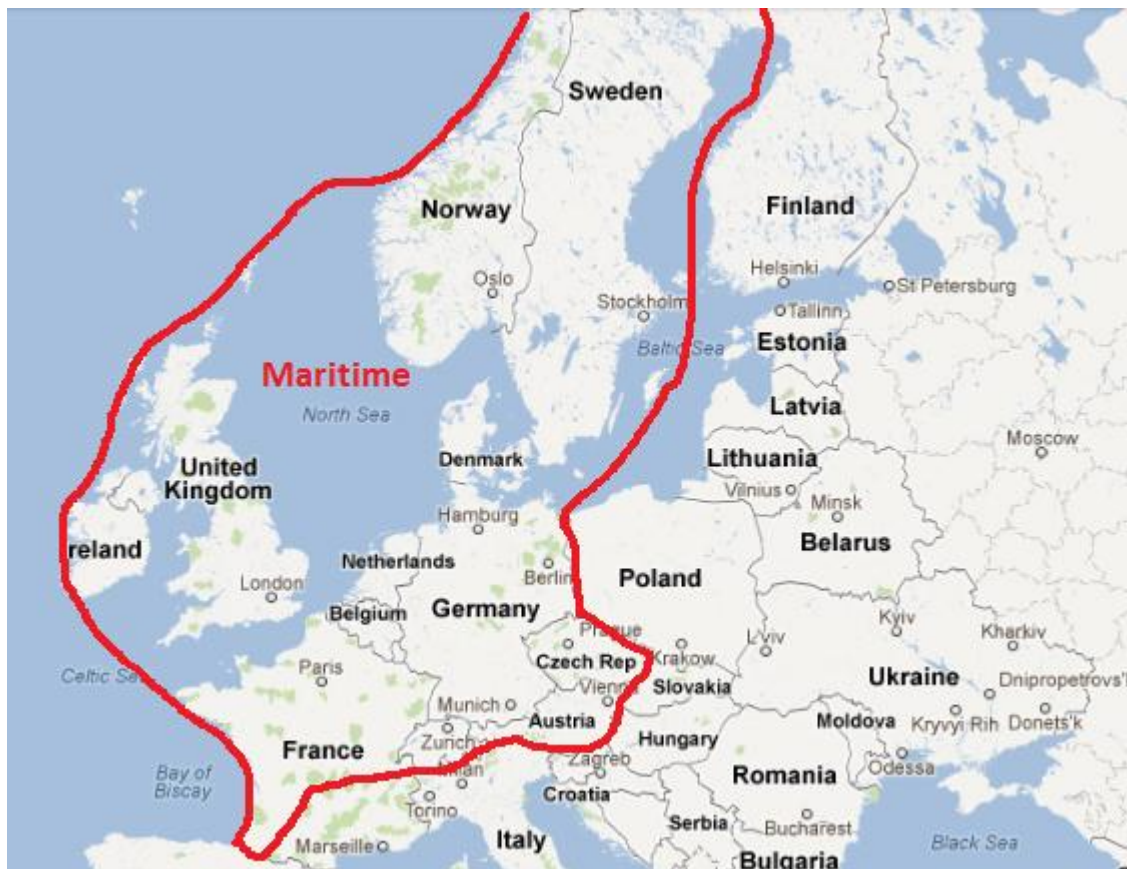 Sweden
Norway
Finland
Oslo
Helsinki
St Petersburg
Stockholm
Tallinn
Baltic Sea
Estonia
Maritime
North Sea
Latvia
Moscow
Denmark
Lithuania
United
Kingdom
Vilnius
Minsk
Hamburg
Belarus
reland
Netherlands
London
Berlin
Poland
Belgium
Germany
Prague
Kyiv
Kharkiv
L'viv
Krakow
Czech Rep
Celtic Se
Paris
Vienna
Slovakia
Ukraine
Dnipropetrovs'k
Munich
Austria
Moldova
Kryvyi Rih
Donets'k
Zurich
Hungary
France
Zagreb
Odessa
Bay of
Biscay
Milan
Romania
Torino
Croatia
Serbia
Bucharest
Marseille
Italy
Black Sea
Bulgaria